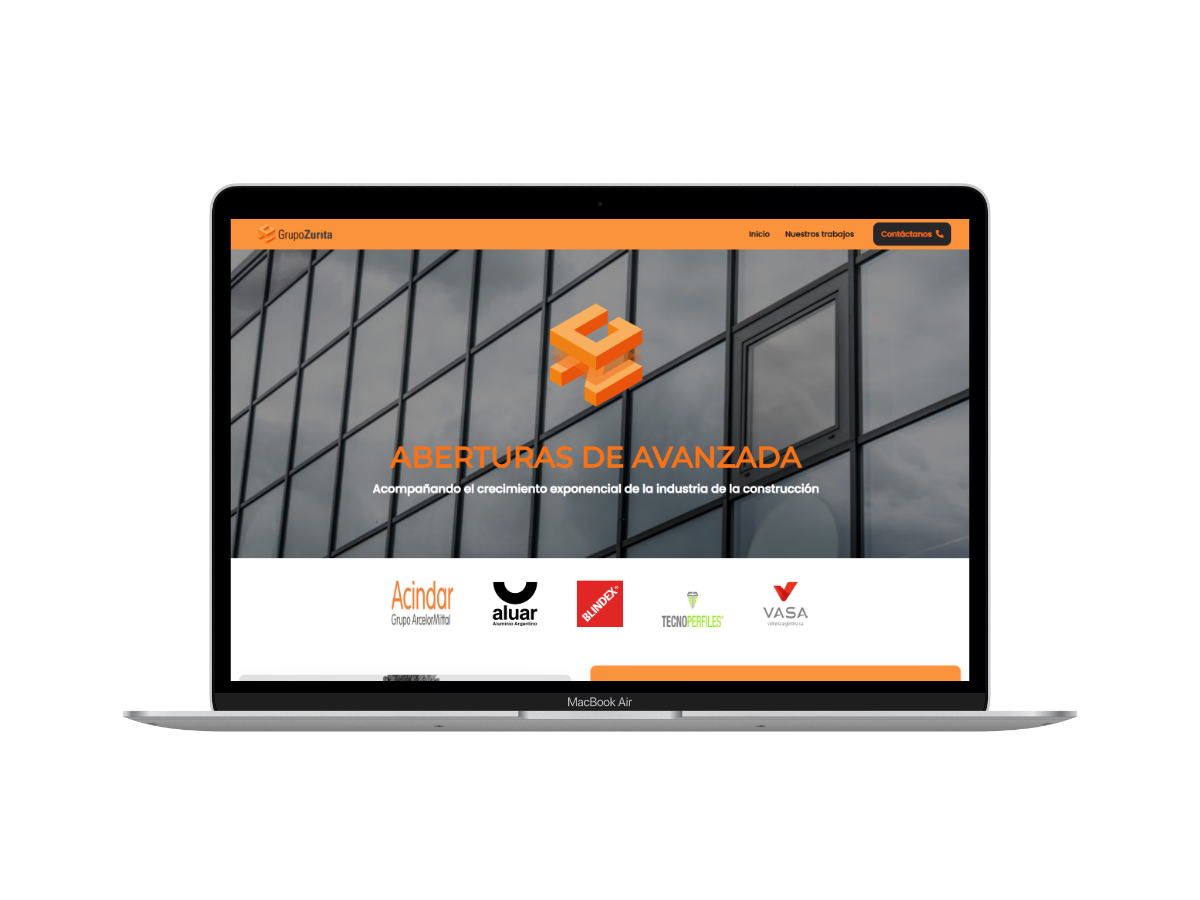 GrupoZurita
Inicio
Nuestros trabajos
Contáctanos
ABERTURAS DE AVANZADA
Acompañando el crecimiento exponencial de la industria de la construcción
Acindar
Grupo ArcelorMittal
aluar
Aluminio Argentino
BLINDEX®
TECNOPERFILES®
VASA
MacBook Air